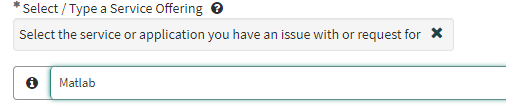 * Select / Type a Service Offering ?
Select the service or application you have an issue with or request for ✖
Matlab